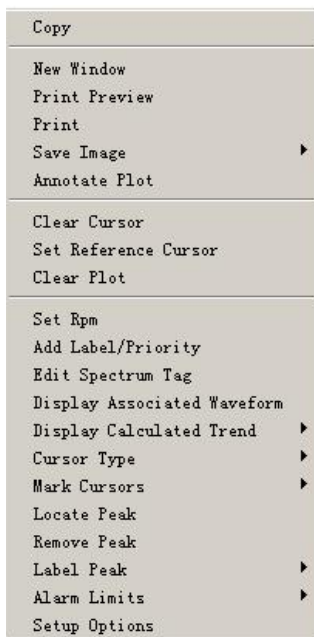 Copy
New Window
Print Preview
Print
Save Image
Annotate Plot
Clear Cursor
Set Reference Cursor
Clear Plot
Set Rpm
Add Label/Priority
Edit Spectrum Tag
Display Associated Waveform
Display Calculated Trend
Cursor Type
Mark Cursors
Locate Peak
Remove Peak
Label Peak
Alarm Limits
Setup Options